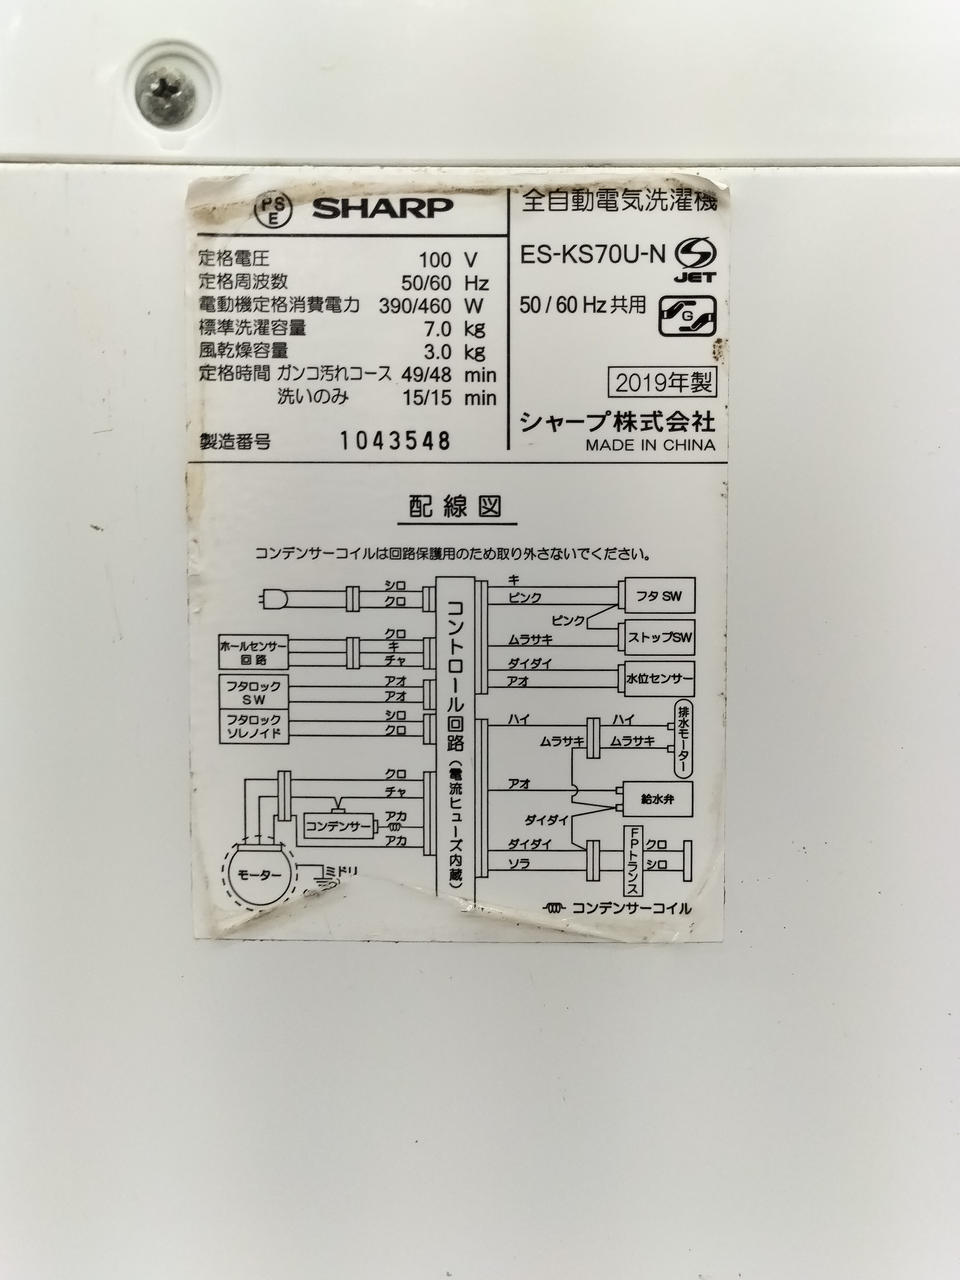 PS E SHARP
全自動電気洗濯機
定格電圧 100 V
定格周波数 50/60 Hz
電動機定格消費電力 390/460 W
標準洗濯容量 7.0 kg
風乾燥容量 3.0 kg
定格時間 ガンコ汚れコース 49/48 min
洗いのみ 15/15 min
製造番号 1043548
ES-KS70U-N JET
50/60Hz共用 G
2019年製
シャープ株式会社
MADE IN CHINA
配線図
コンデンサーコイルは回路保護用のため取り外さないでください。
シロ
クロ
ホールセンサー
回路
クロ
キ
チャ
フタロック
SW
アオ
アオ
フタロック
ソレノイド
シロ
クロ
クロ
チャ
コンデンサー
アカ
アカ
モーター
ミドリ
コントロール回路(電流ヒューズ内蔵)
キ
ピンク
フタSW
ピンク
ムラサキ
ストップSW
ダイダイ
アオ
水位センサー
ハイ
ハイ
ムラサキ
ムラサキ
排水モーター
アオ
給水弁
ダイダイ
ダイダイ
ソラ
FPトランス
クロ
シロ
コンデンサーコイル